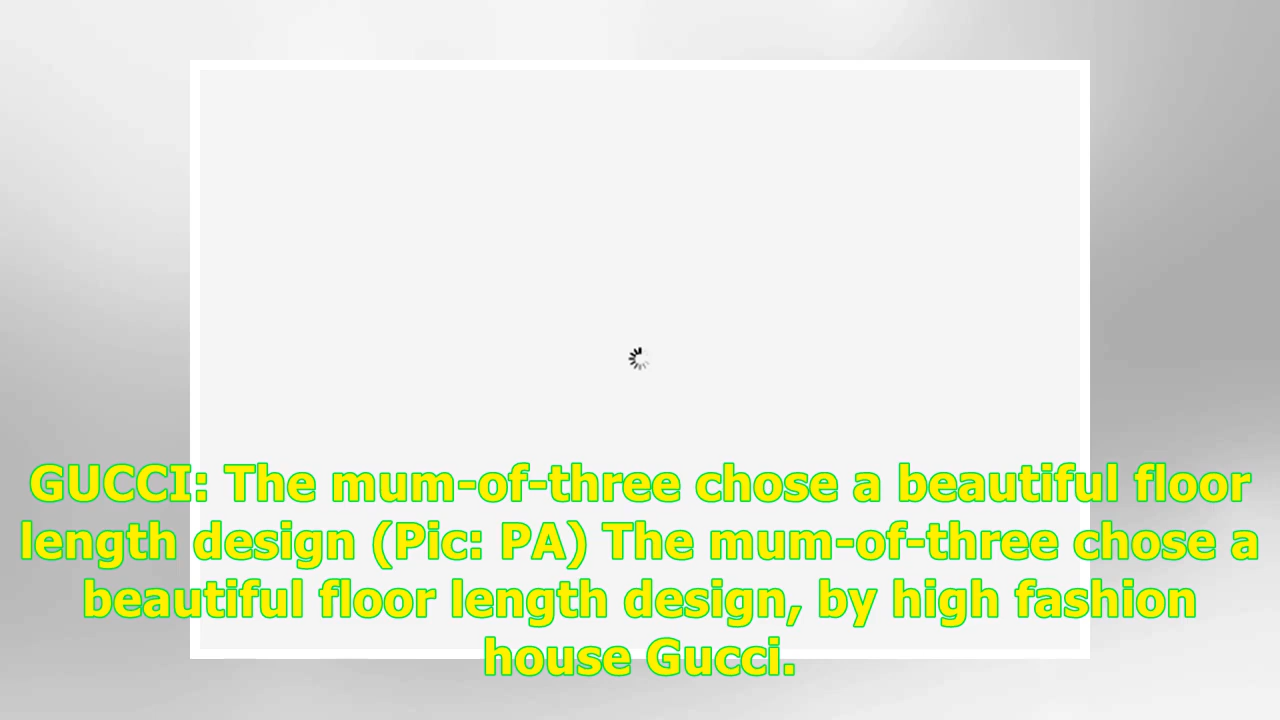 GUCCI: The mum-of-three chose a beautiful floor
length design (Pic: PA) The mum-of-three chose a
beautiful floor length design, by high fashion
house Gucci.